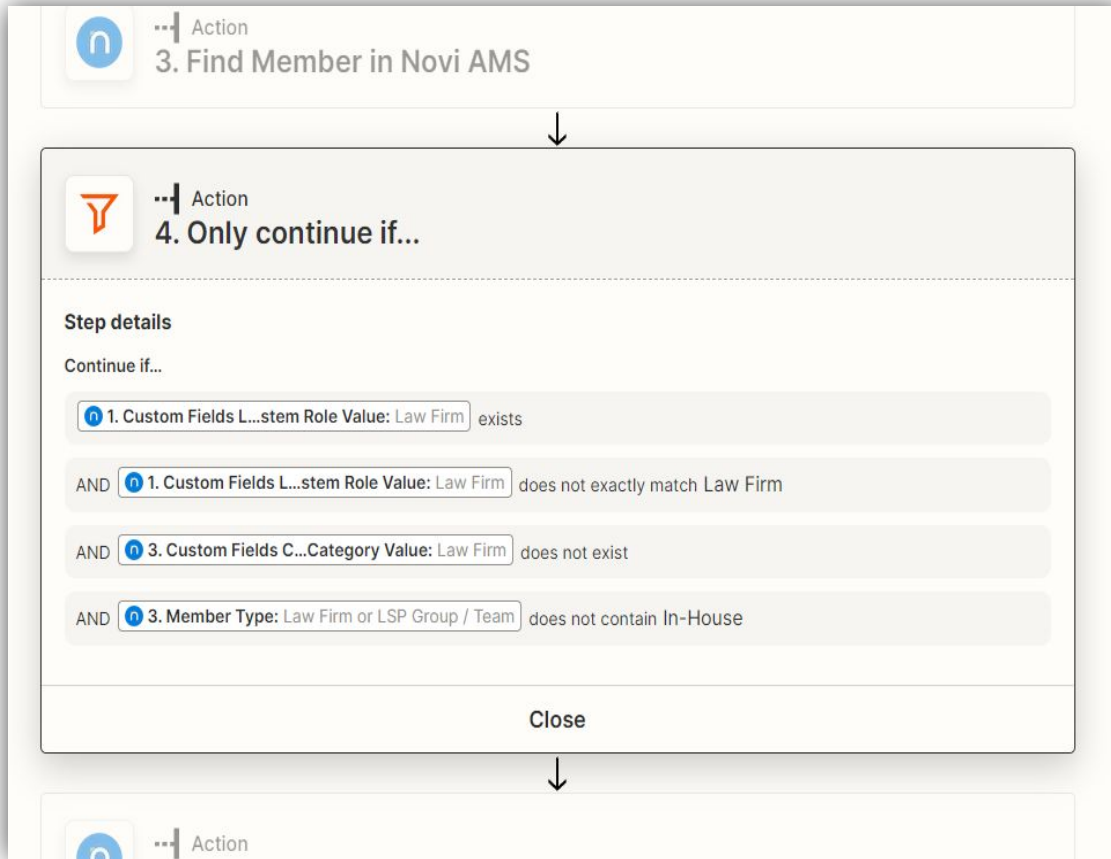 Action
3. Find Member in Novi AMS
Action
4. Only continue if...
Step details
Continue if...
n 1. Custom Fields L...stem Role Value: Law Firm exists
AND n 1. Custom Fields L...stem Role Value: Law Firm does not exactly match Law Firm
AND n 3. Custom Fields C...Category Value: Law Firm does not exist
AND n 3. Member Type: Law Firm or LSP Group / Team does not contain In-House
Close
Action